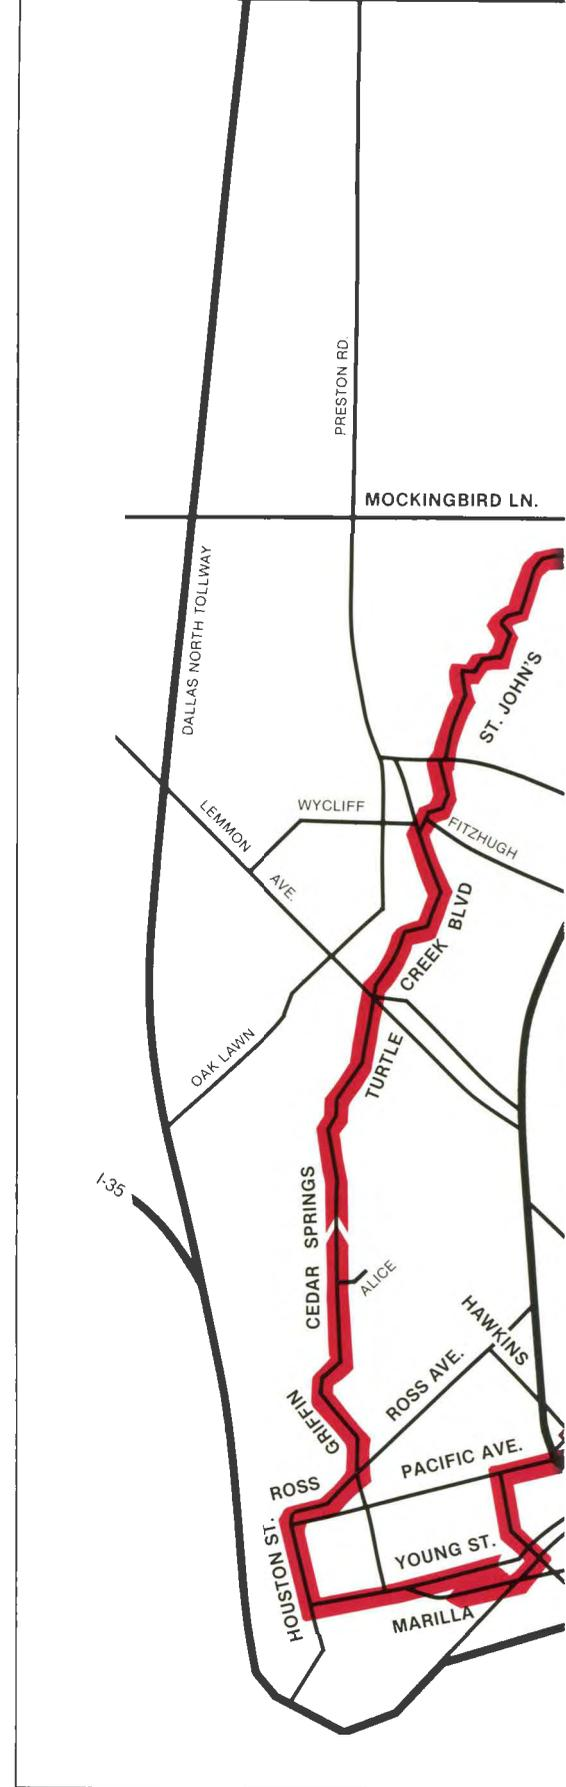 PRESTON RD.
MOCKINGBIRD LN.
DALLAS NORTH TOLLWAY
ST. JOHN'S
LEMMON
AVE.
WYCLIFF
FITZHUGH
CREEK BLVD
TURTLE
OAK LAWN
I-35
CEDAR SPRINGS
ALICE
HAWKINS
ROSS AVE.
GRIFFIN
PACIFIC AVE.
ROSS
HOUSTON ST.
YOUNG ST.
MARILLA